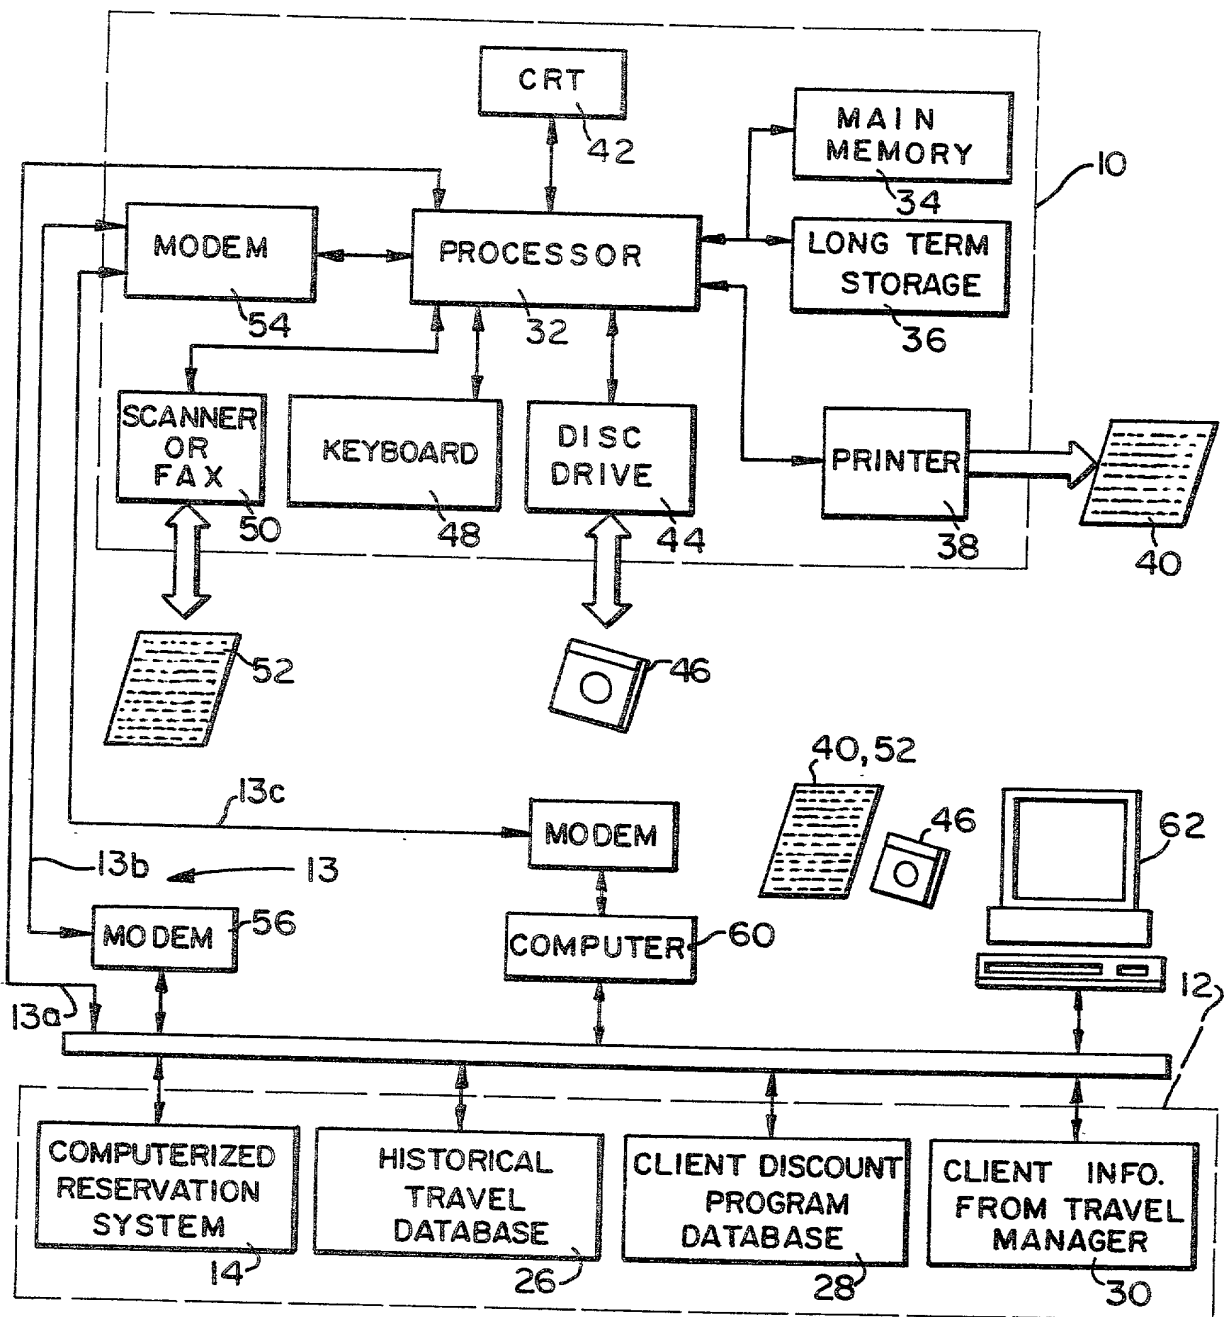 CRT
42
MAIN
MEMORY
34
10
MODEM
54
PROCESSOR
32
LONG TERM
STORAGE
36
SCANNER
OR
FAX
50
KEYBOARD
48
DISC
DRIVE
44
PRINTER
38
40
52
46
40,52
46
62
13c
MODEM
13b
13
MODEM
56
COMPUTER
60
13a
12
COMPUTERIZED
RESERVATION
SYSTEM
14
HISTORICAL
TRAVEL
DATABASE
26
CLIENT DISCOUNT
PROGRAM
DATABASE
28
CLIENT INFO.
FROM TRAVEL
MANAGER
30